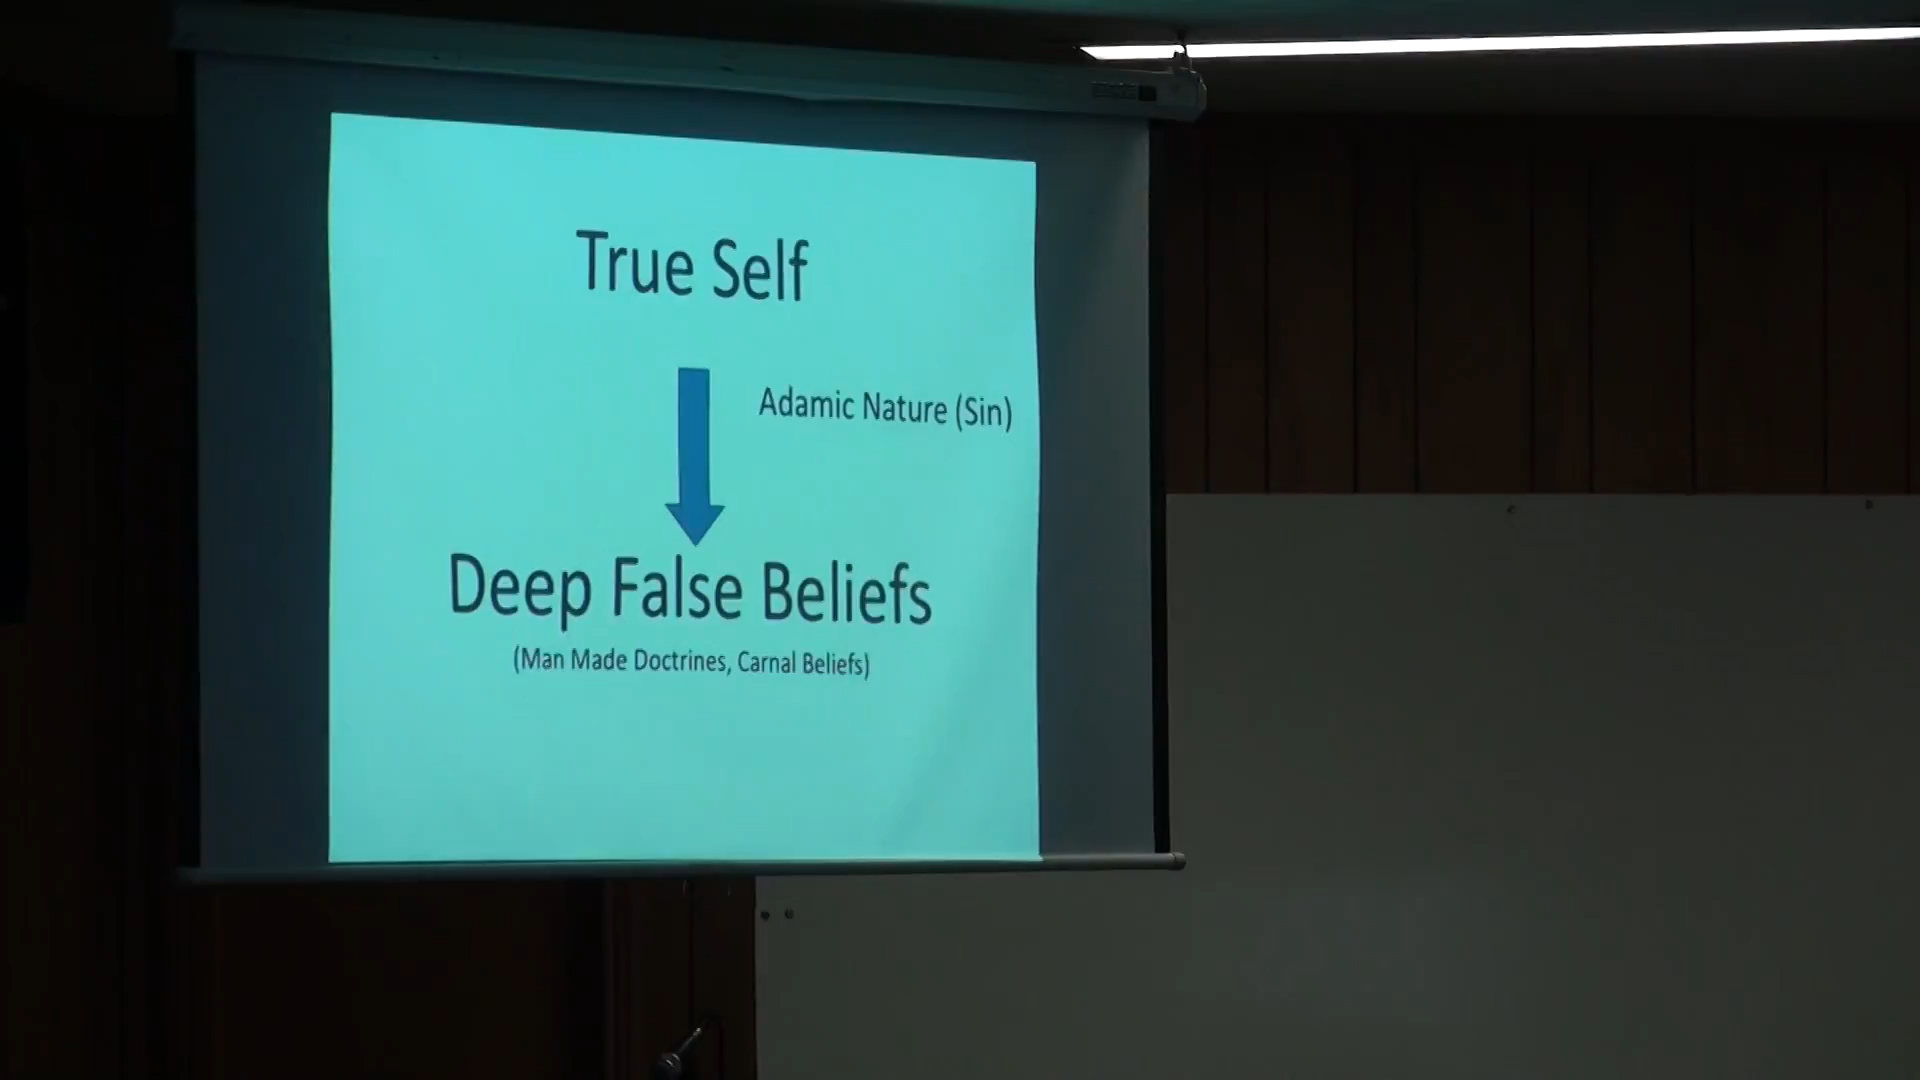 True Self
Adamic Nature (Sin)
Deep False Beliefs
(Man Made Doctrines, Carnal Beliefs)